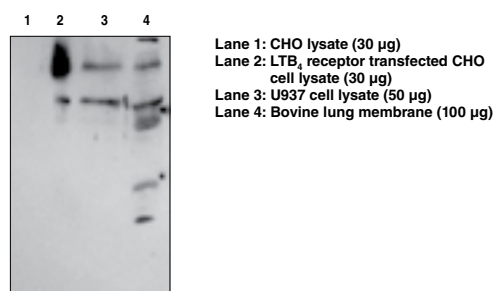 1 2 3 4
Lane 1: CHO lysate (30 µg)
Lane 2: LTB₄ receptor transfected CHO
cell lysate (30 µg)
Lane 3: U937 cell lysate (50 µg)
Lane 4: Bovine lung membrane (100 µg)